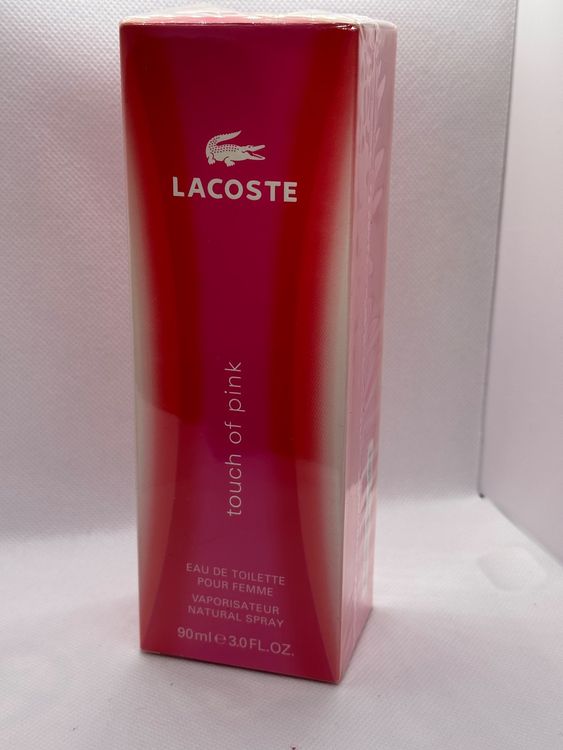 LACOSTE
touch of pink
EAU DE TOILETTE
POUR FEMME
VAPORISATEUR
NATURAL SPRAY
90ml ℮ 3.0 FL.OZ.